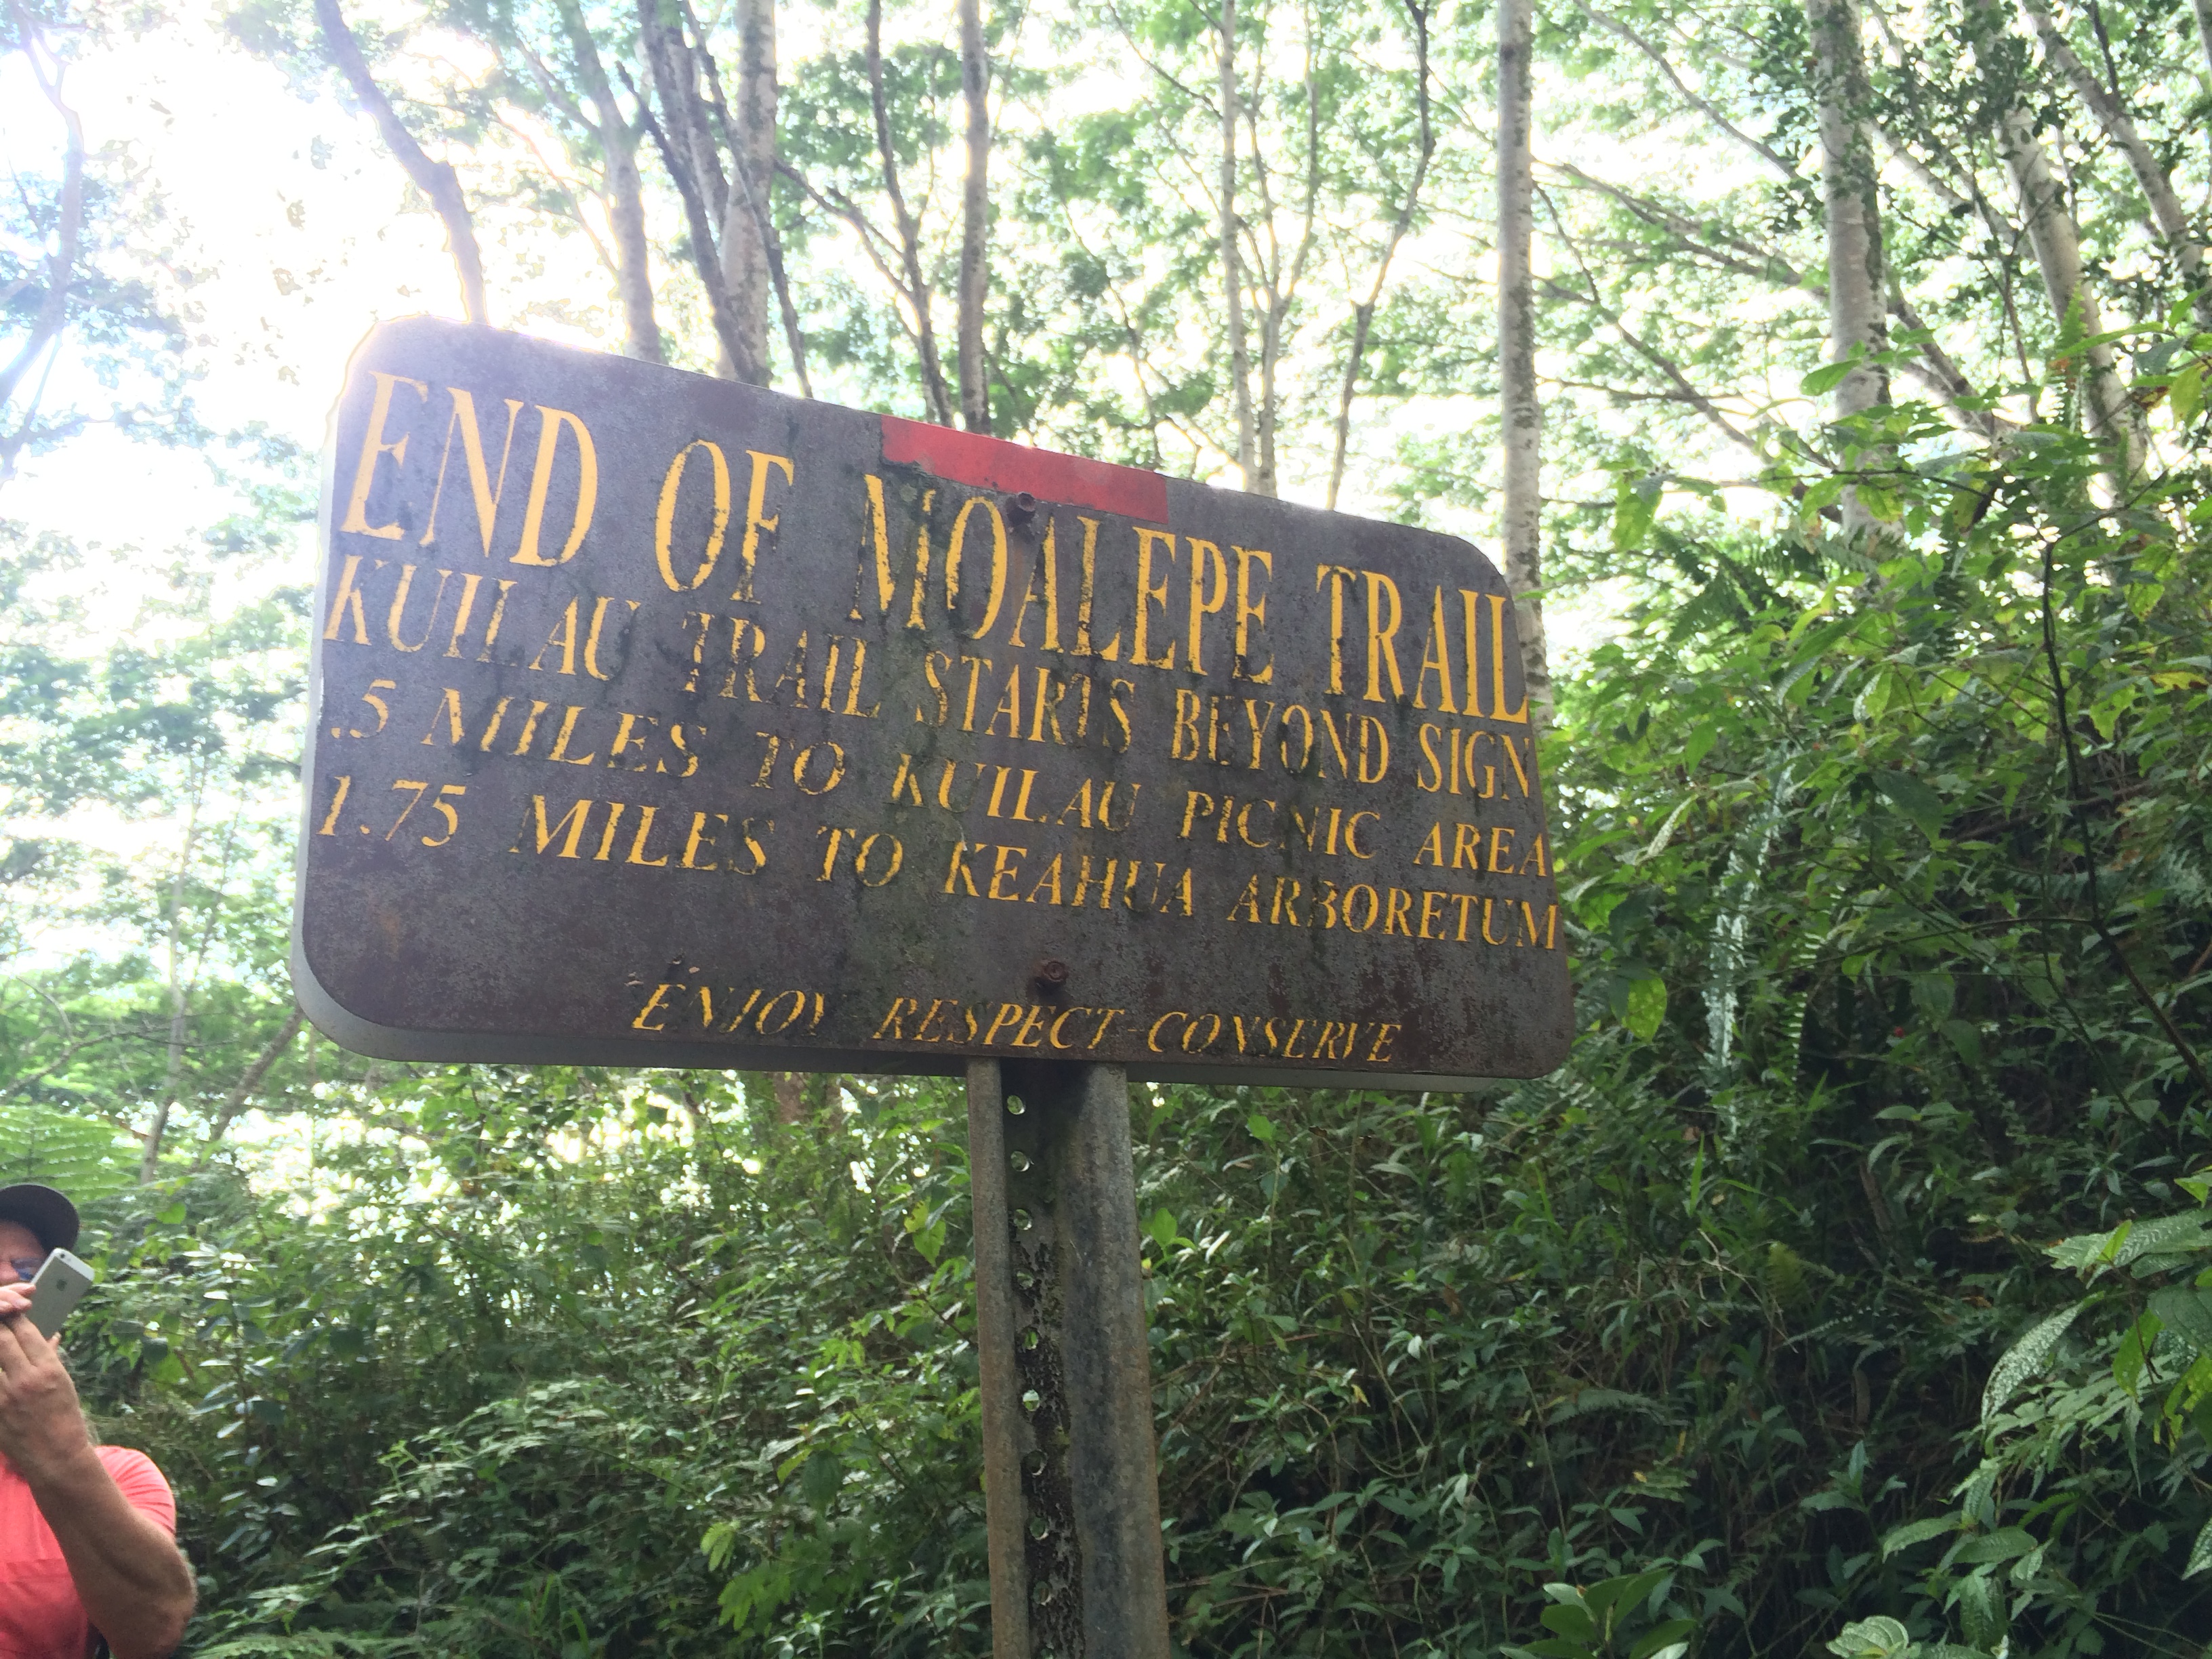 END OF MOALEPE TRAIL
KUILAU TRAIL STARTS BEYOND SIGN
.5 MILES TO KUILAU PICNIC AREA
1.75 MILES TO KEAHUA ARBORETUM
ENJOY RESPECT-CONSERVE